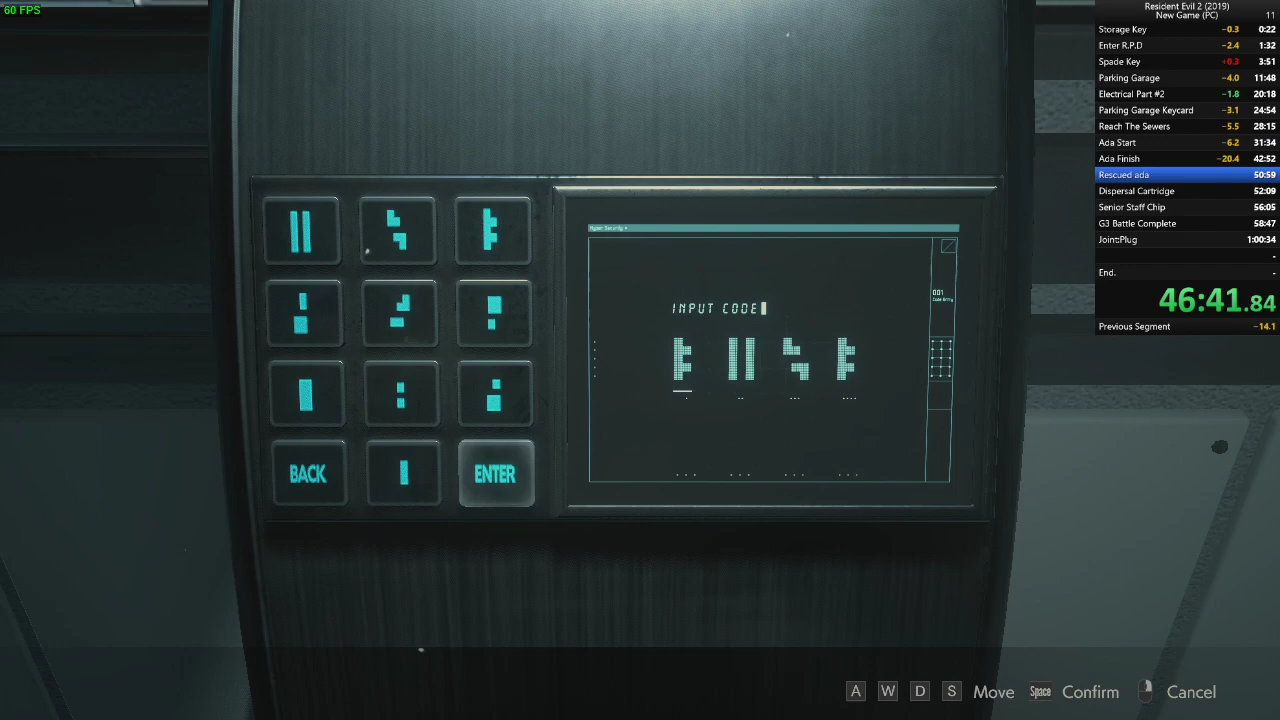 60 FPS
BACK
ENTER
Hyper Security
INPUT CODE
001
Code Entry
Resident Evil 2 (2019)
New Game (PC) 11
Storage Key −0.3 0:22
Enter R.P.D −2.4 1:32
Spade Key +0.3 3:51
Parking Garage −4.0 11:48
Electrical Part #2 −1.8 20:18
Parking Garage Keycard −3.1 24:54
Reach The Sewers −5.5 28:15
Ada Start −6.2 31:34
Ada Finish −20.4 42:52
Rescued ada 50:59
Dispersal Cartridge 52:09
Senior Staff Chip 56:05
G3 Battle Complete 58:47
Joint:Plug 1:00:34
-
End. -
46:41.84
Previous Segment −14.1
A W D S Move Space Confirm Cancel